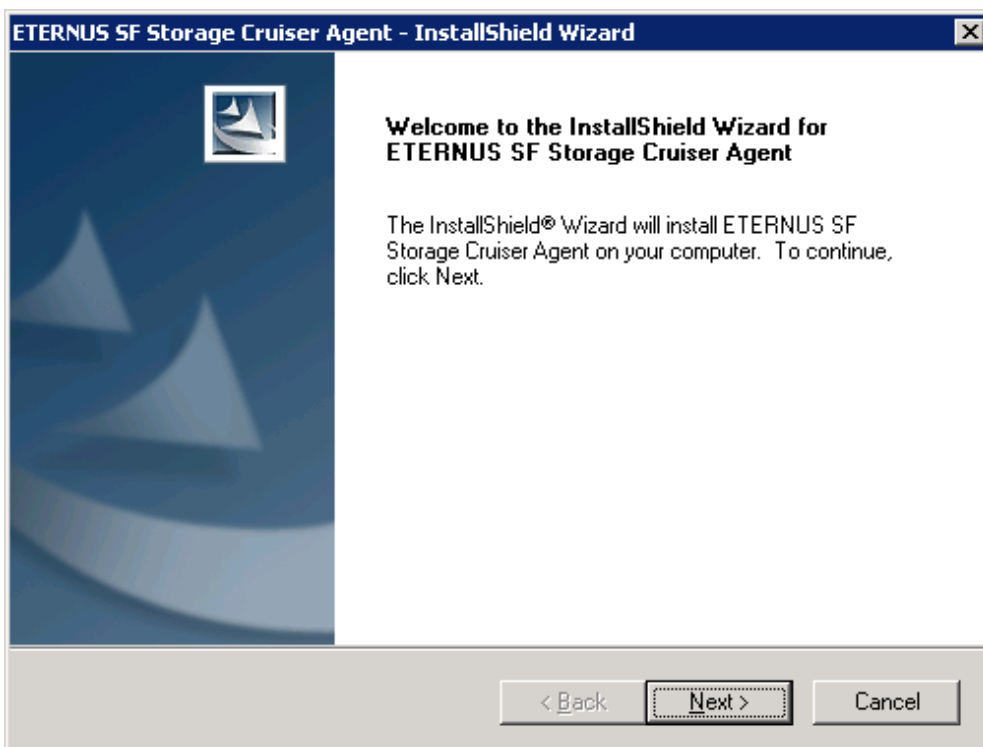 ETERNUS SF Storage Cruiser Agent - InstallShield Wizard
Welcome to the InstallShield Wizard for
ETERNUS SF Storage Cruiser Agent
The InstallShield® Wizard will install ETERNUS SF
Storage Cruiser Agent on your computer.  To continue,
click Next.
< Back
Next >
Cancel